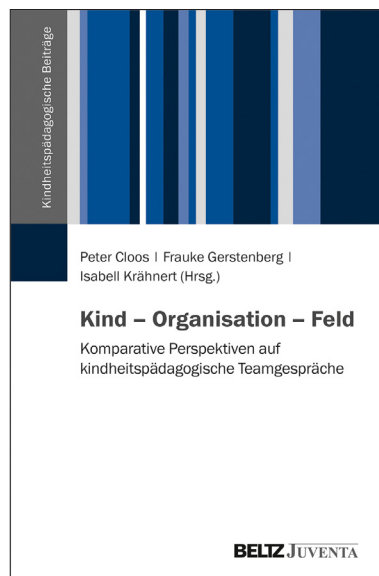 Kindheitspädagogische Beiträge
Peter Cloos | Frauke Gerstenberg |
Isabell Krähnert (Hrsg.)
Kind – Organisation – Feld
Komparative Perspektiven auf
kindheitspädagogische Teamgespräche
BELTZ JUVENTA